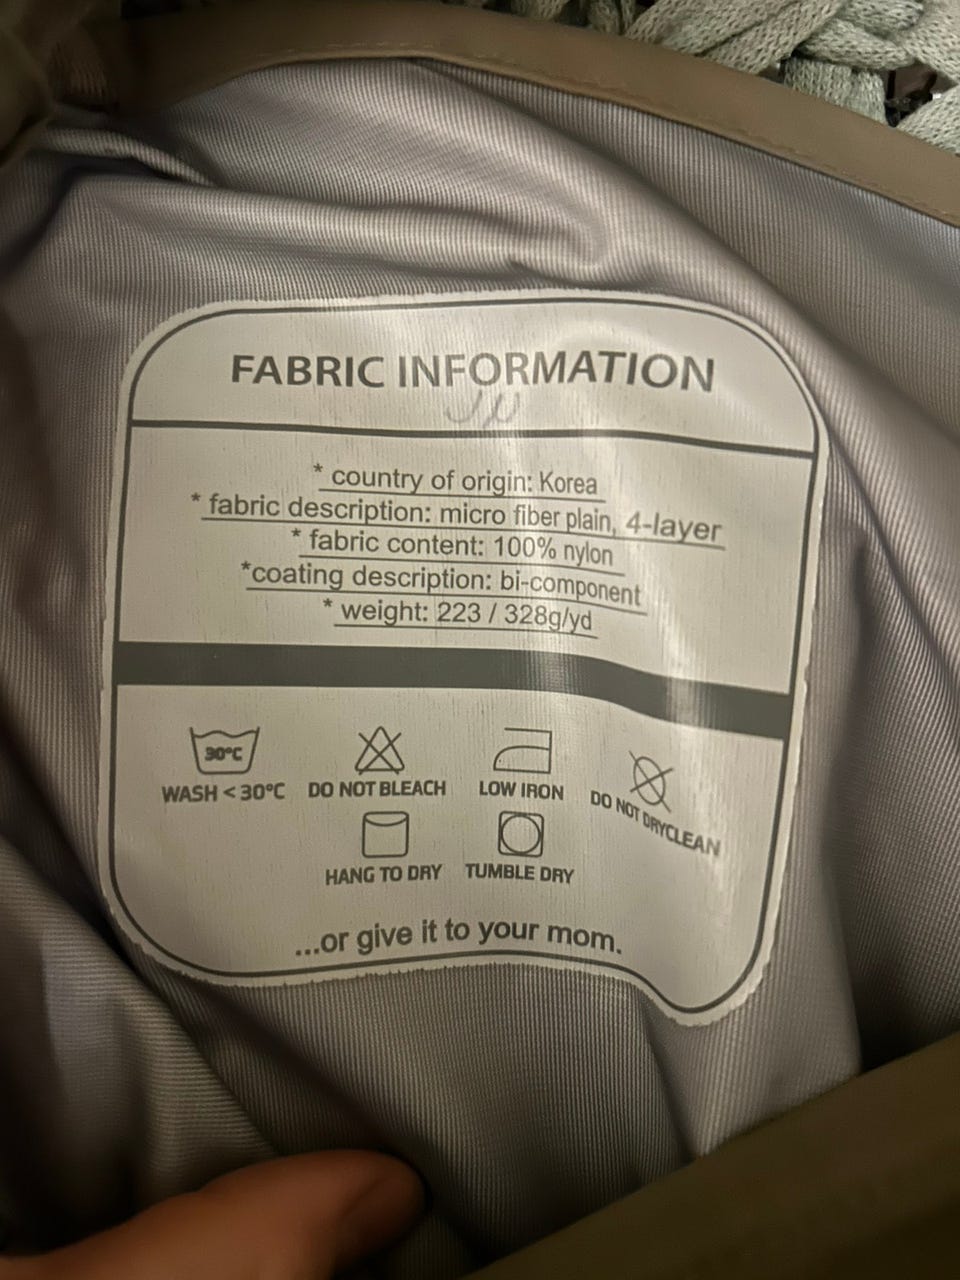 FABRIC INFORMATION
* country of origin: Korea
* fabric description: micro fiber plain, 4-layer
* fabric content: 100% nylon
*coating description: bi-component
* weight: 223 / 328g/yd
30°C
WASH < 30°C DO NOT BLEACH LOW IRON DO NOT DRYCLEAN
HANG TO DRY TUMBLE DRY
...or give it to your mom.